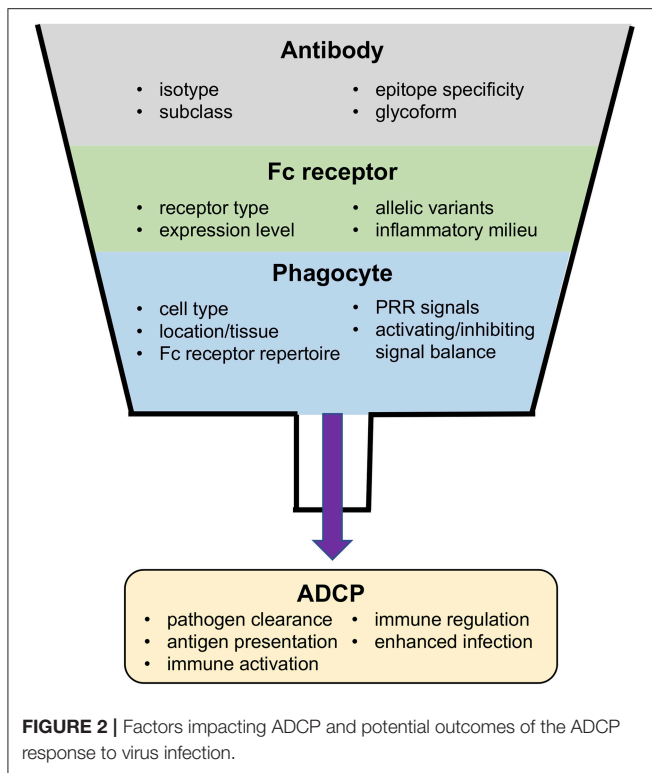 Antibody
• isotype
• subclass
• epitope specificity
• glycoform
Fc receptor
• receptor type
• expression level
• allelic variants
• inflammatory milieu
Phagocyte
• cell type
• location/tissue
• Fc receptor repertoire
• PRR signals
• activating/inhibiting
signal balance
ADCP
• pathogen clearance
• antigen presentation
• immune activation
• immune regulation
• enhanced infection
FIGURE 2 | Factors impacting ADCP and potential outcomes of the ADCP
response to virus infection.